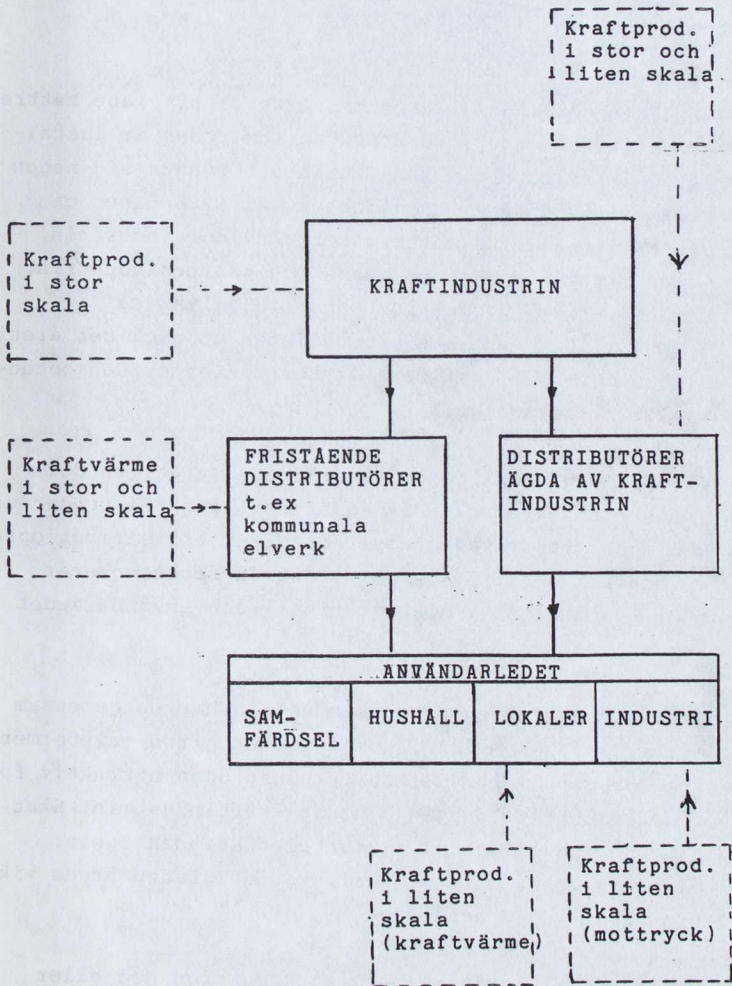 Kraftprod.
i stor och
liten skala
Kraftprod.
i stor
skala
KRAFTINDUSTRIN
Kraftvärme
i stor och
liten skala
FRISTÅENDE
DISTRIBUTÖRER
t.ex
kommunala
elverk
DISTRIBUTÖRER
ÄGDA AV KRAFT-
INDUSTRIN
ANVÄNDARLEDET
SAM-
FÄRDSEL
HUSHÅLL
LOKALER
INDUSTRI
Kraftprod.
i liten
skala
(kraftvärme)
Kraftprod.
i liten
skala
(mottryck)